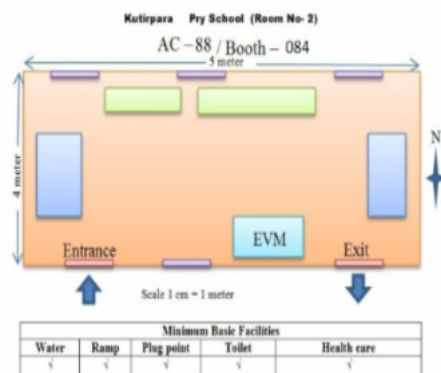 Kutirpara Pry School (Room No- 2)
AC – 88 / Booth – 084
5 meter
4 meter
N
EVM
Entrance
Exit
Scale 1 cm = 1 meter
Minimum Basic Facilities
Water Ramp Plug point Toilet Health care
√ √ √ √ √